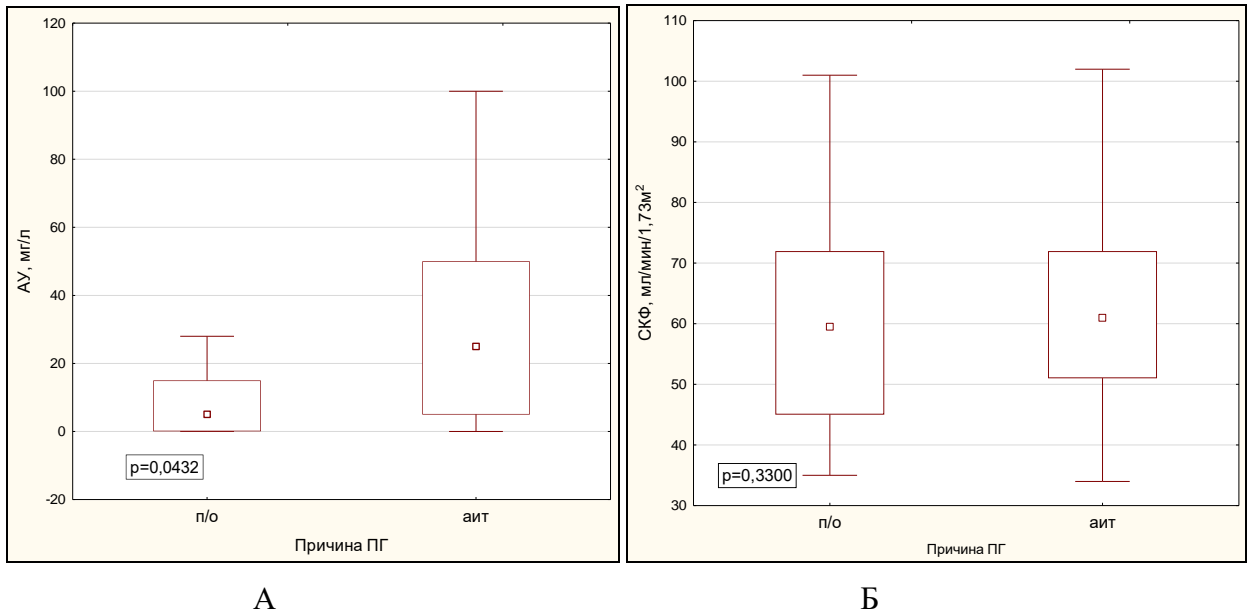 120
100
80
60
40
20
0
-20
АУ, мг/л
p=0,0432
п/о
аит
Причина ПГ
А
110
100
90
80
70
60
50
40
30
СКФ, мл/мин/1,73м²
p=0,3300
п/о
аит
Причина ПГ
Б